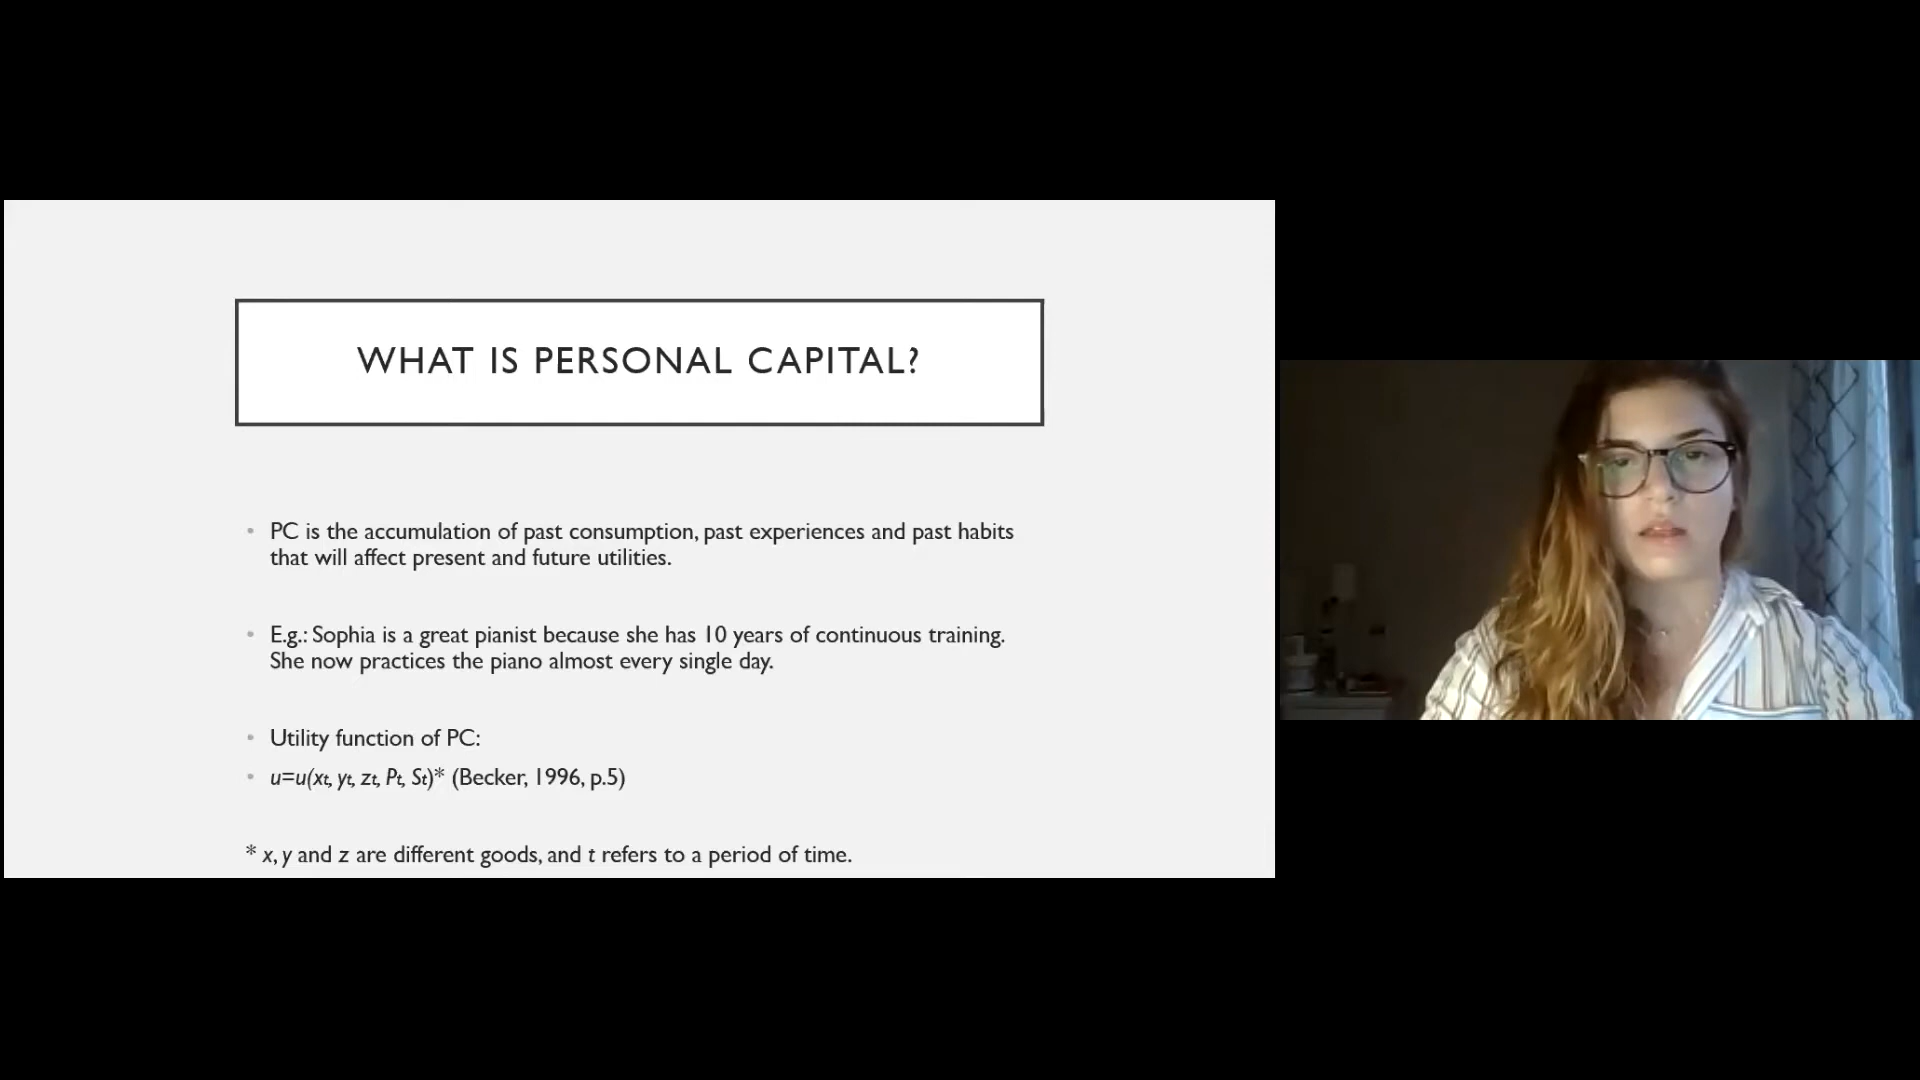 WHAT IS PERSONAL CAPITAL?
• PC is the accumulation of past consumption, past experiences and past habits
that will affect present and future utilities.
• E.g.: Sophia is a great pianist because she has 10 years of continuous training.
She now practices the piano almost every single day.
• Utility function of PC:
• u=u(xt, yt, zt, Pt, St)* (Becker, 1996, p.5)
* x, y and z are different goods, and t refers to a period of time.